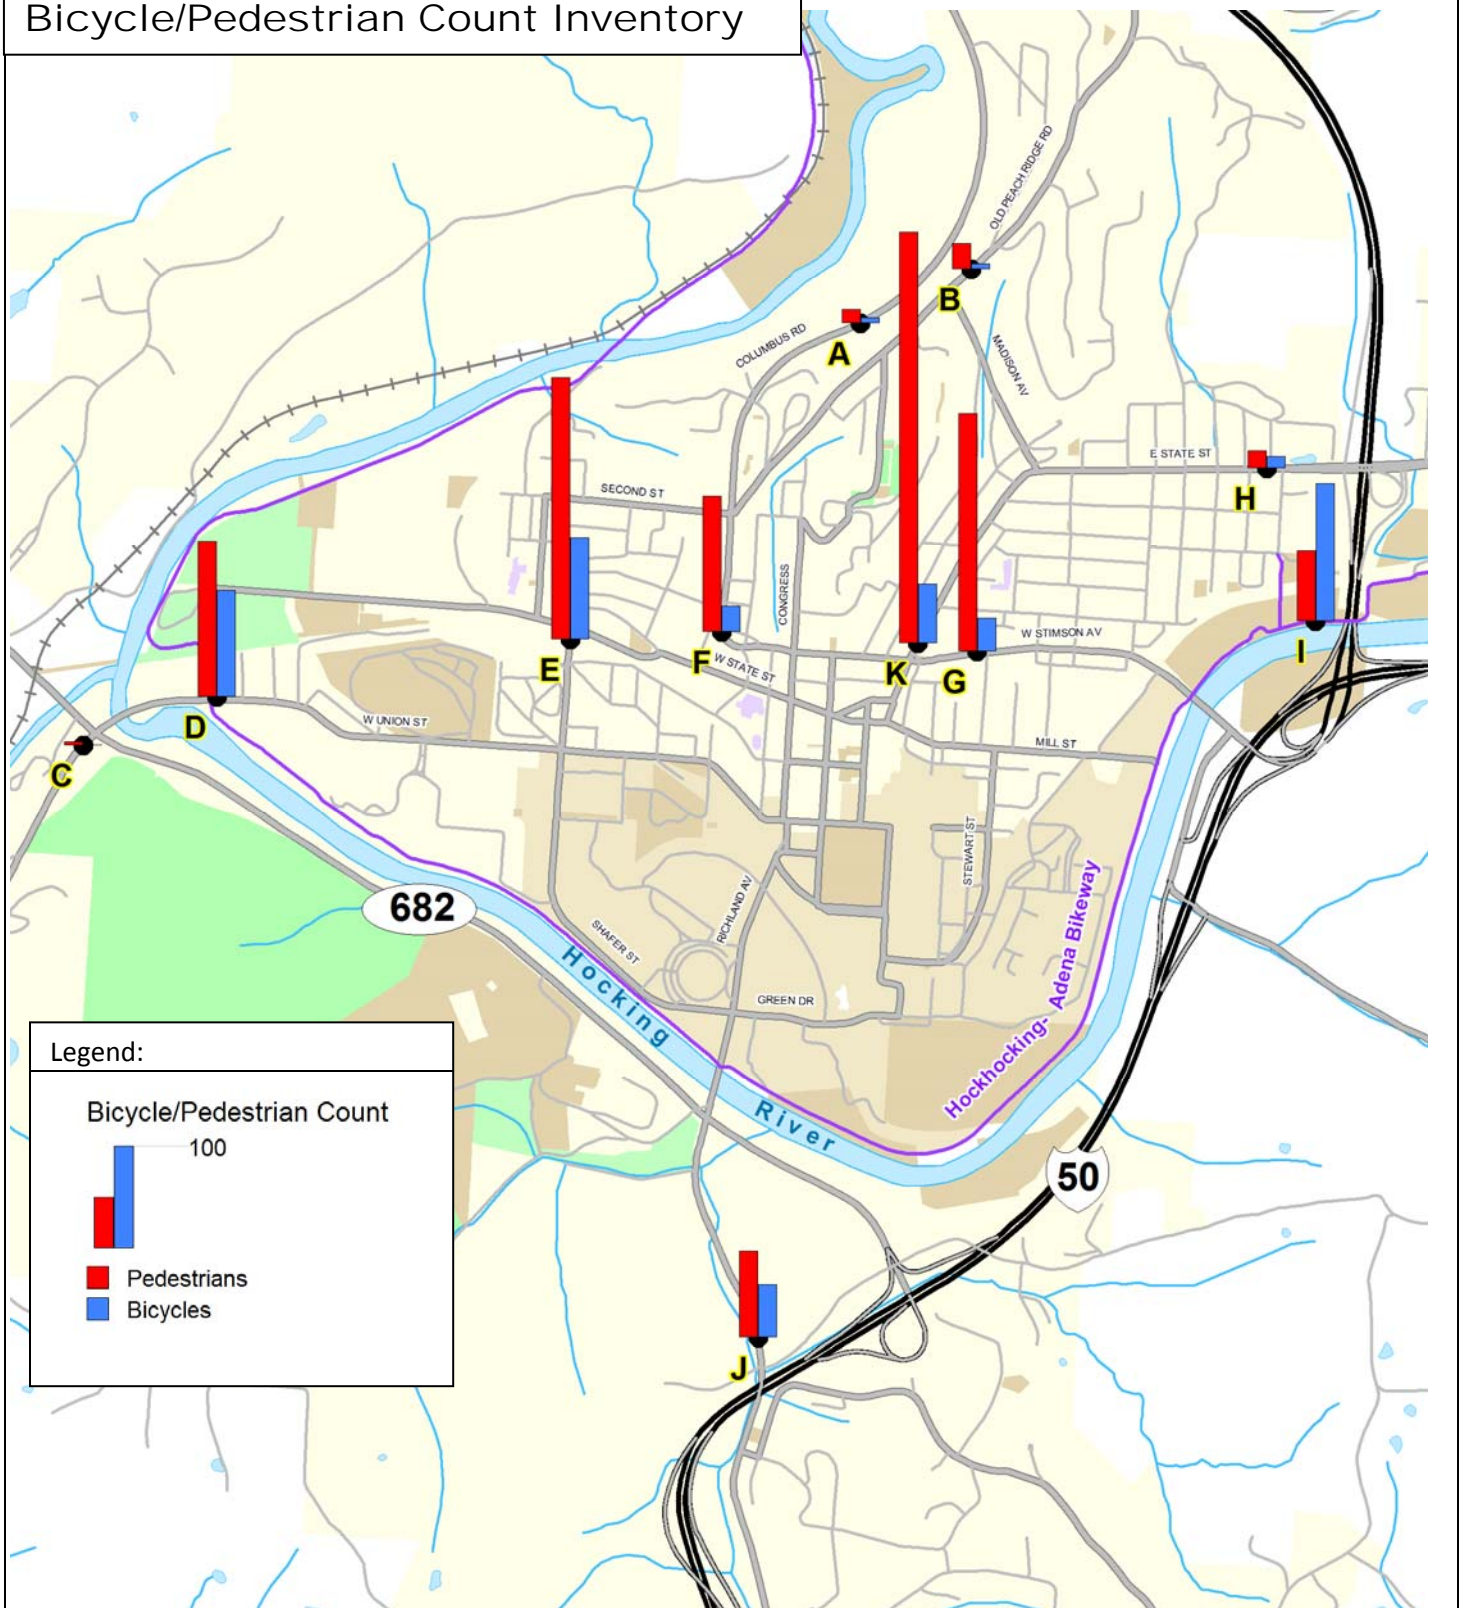 Bicycle/Pedestrian Count Inventory
OLD PEACH RIDGE RD
B
COLUMBUS RD
A
MADISON AV
E STATE ST
H
SECOND ST
CONGRESS
W STIMSON AV
I
E
F
W STATE ST
K
G
D
W UNION ST
MILL ST
C
STEWART ST
RICHLAND AV
682
SHAFER ST
Hockhocking- Adena Bikeway
Hocking
River
GREEN DR
50
J
Legend:
Bicycle/Pedestrian Count
100
Pedestrians
Bicycles